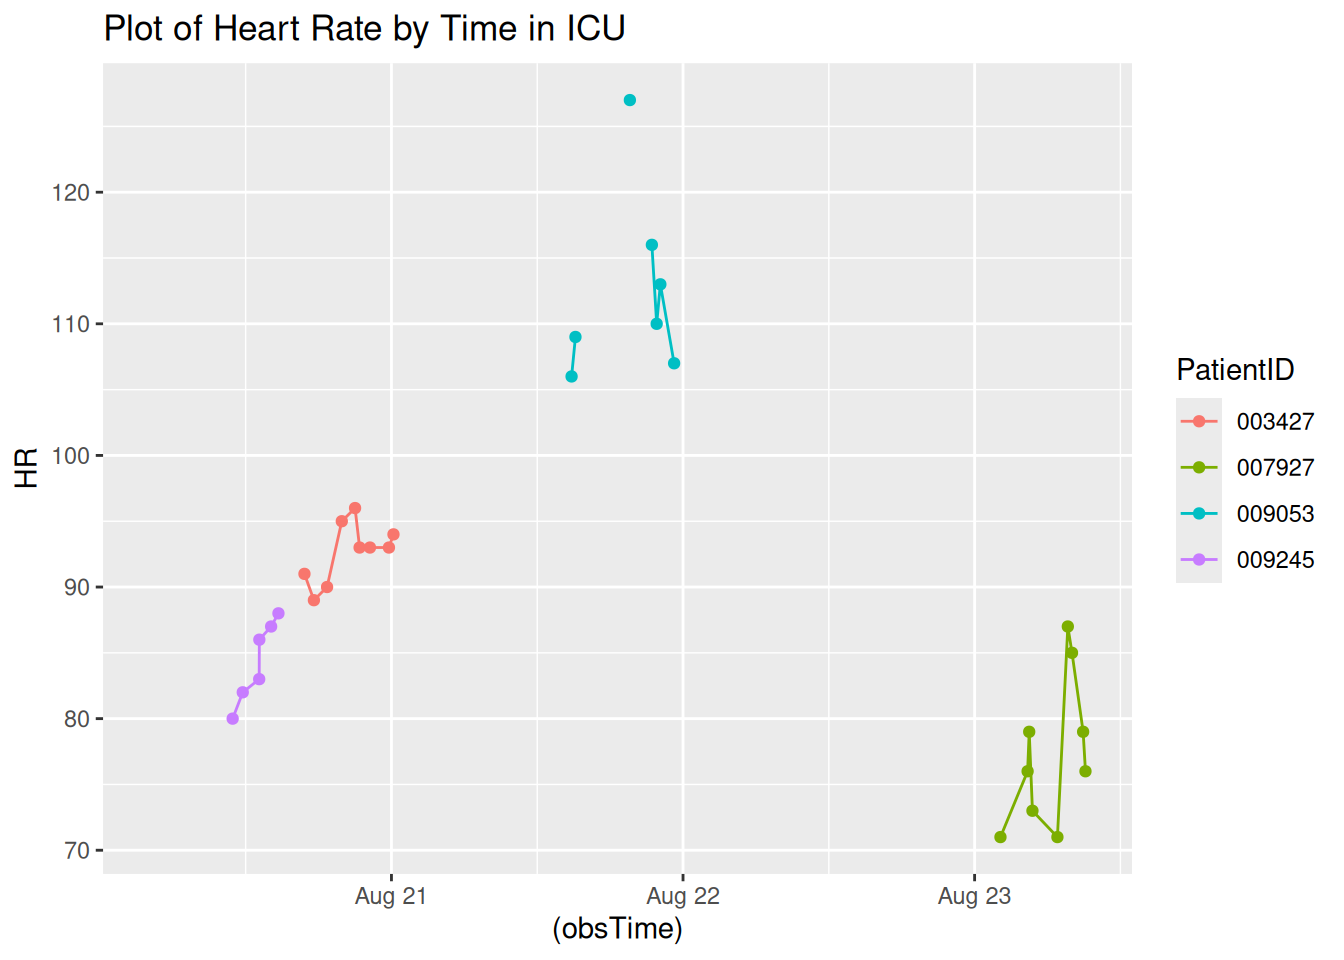 Plot of Heart Rate by Time in ICU
HR
120
110
100
90
80
70
Aug 21
Aug 22
Aug 23
(obsTime)
PatientID
003427
007927
009053
009245